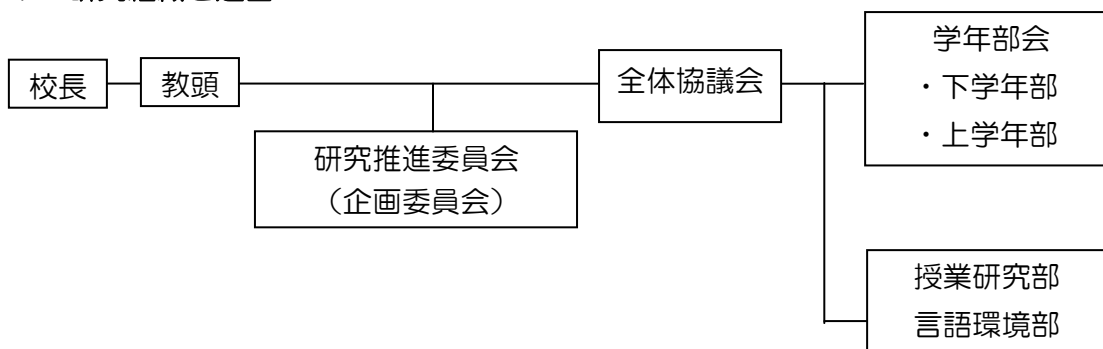 校長
教頭
全体協議会
研究推進委員会
（企画委員会）
学年部会
・下学年部
・上学年部
授業研究部
言語環境部